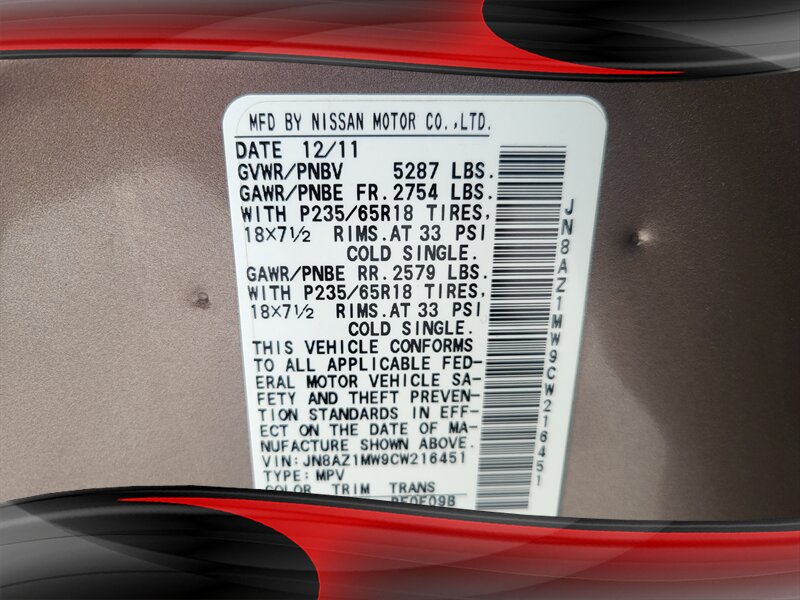 MFD BY NISSAN MOTOR CO.,LTD.
DATE 12/11
GVWR/PNBV 5287 LBS.
GAWR/PNBE FR. 2754 LBS.
WITH P235/65R18 TIRES,
18×7½ RIMS. AT 33 PSI
COLD SINGLE.
GAWR/PNBE RR. 2579 LBS.
WITH P235/65R18 TIRES,
18×7½ RIMS. AT 33 PSI
COLD SINGLE.
THIS VEHICLE CONFORMS
TO ALL APPLICABLE FED-
ERAL MOTOR VEHICLE SA-
FETY AND THEFT PREVEN-
TION STANDARDS IN EFF-
ECT ON THE DATE OF MA-
NUFACTURE SHOWN ABOVE.
VIN: JN8AZ1MW9CW216451
TYPE: MPV
COLOR TRIM TRANS
JN8AZ1MW9CW216451